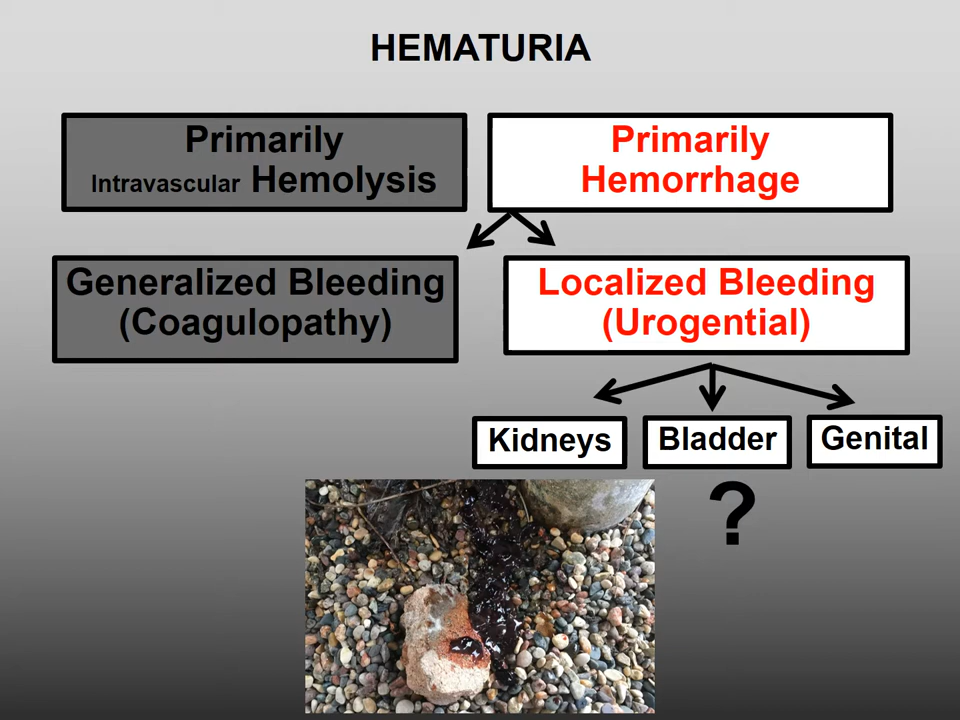 HEMATURIA
Primarily
Intravascular Hemolysis
Primarily
Hemorrhage
Generalized Bleeding
(Coagulopathy)
Localized Bleeding
(Urogential)
Kidneys
Bladder
Genital
?